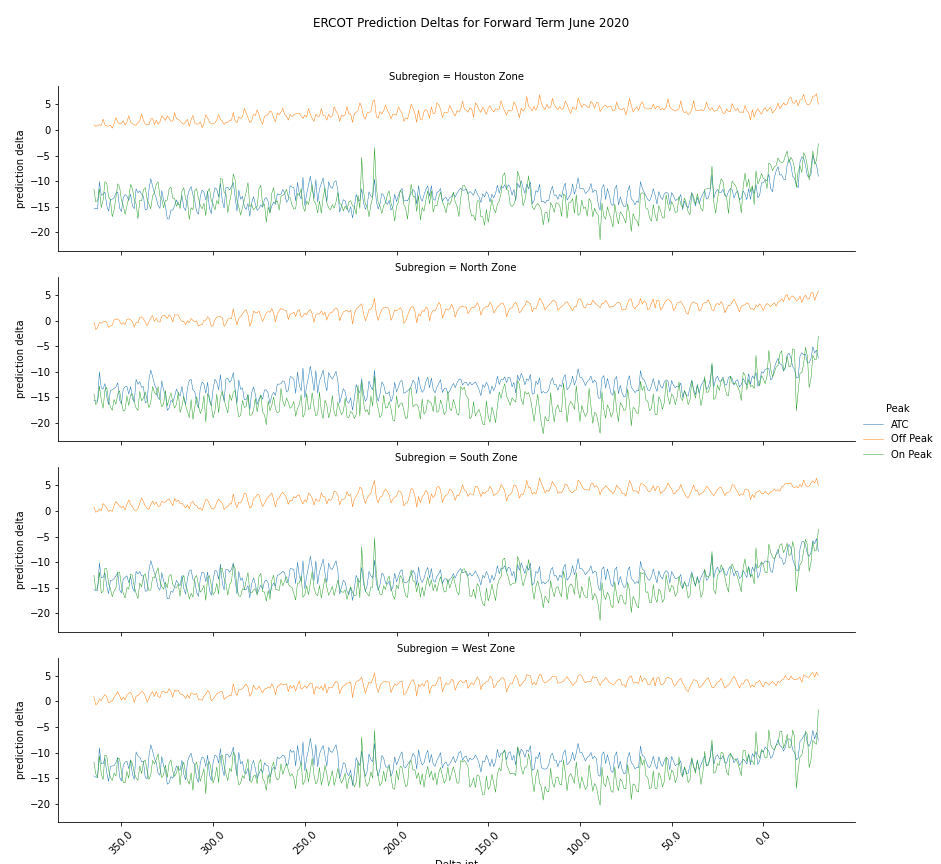 ERCOT Prediction Deltas for Forward Term June 2020
Subregion = Houston Zone
prediction delta
5
0
−5
−10
−15
−20
Subregion = North Zone
prediction delta
5
0
−5
−10
−15
−20
Peak
ATC
Off Peak
On Peak
Subregion = South Zone
prediction delta
5
0
−5
−10
−15
−20
Subregion = West Zone
prediction delta
5
0
−5
−10
−15
−20
350.0
300.0
250.0
200.0
150.0
100.0
50.0
0.0
Delta int